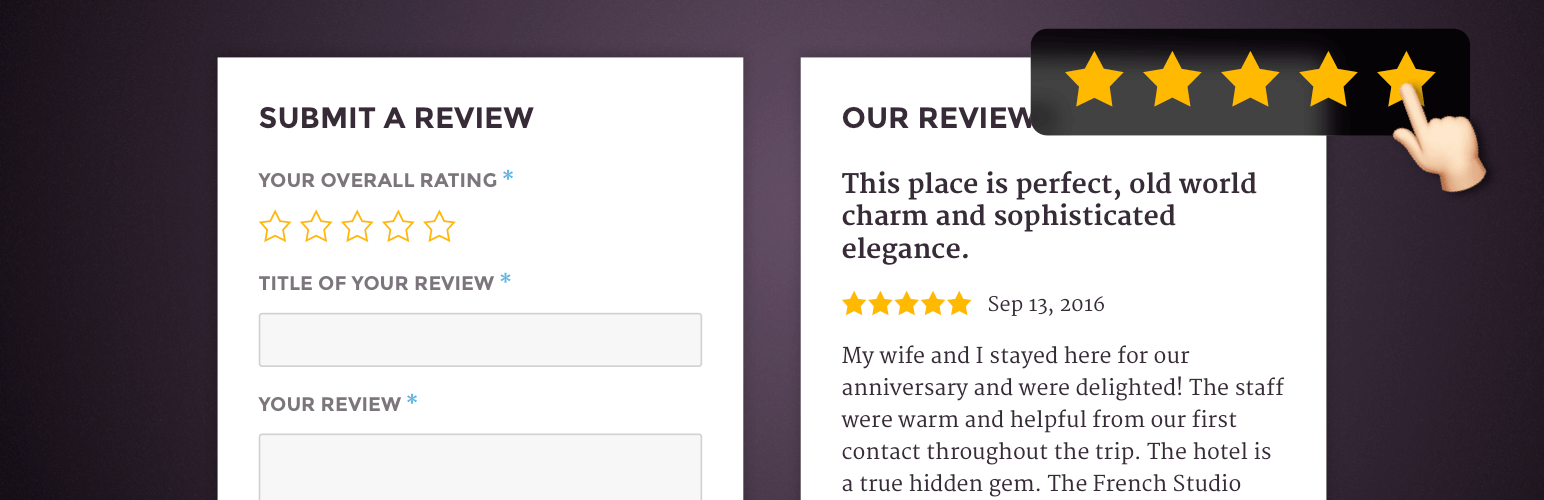 SUBMIT A REVIEW
YOUR OVERALL RATING *
TITLE OF YOUR REVIEW *
YOUR REVIEW *
OUR REVIEW
This place is perfect, old world
charm and sophisticated
elegance.
Sep 13, 2016
My wife and I stayed here for our
anniversary and were delighted! The staff
were warm and helpful from our first
contact throughout the trip. The hotel is
a true hidden gem. The French Studio